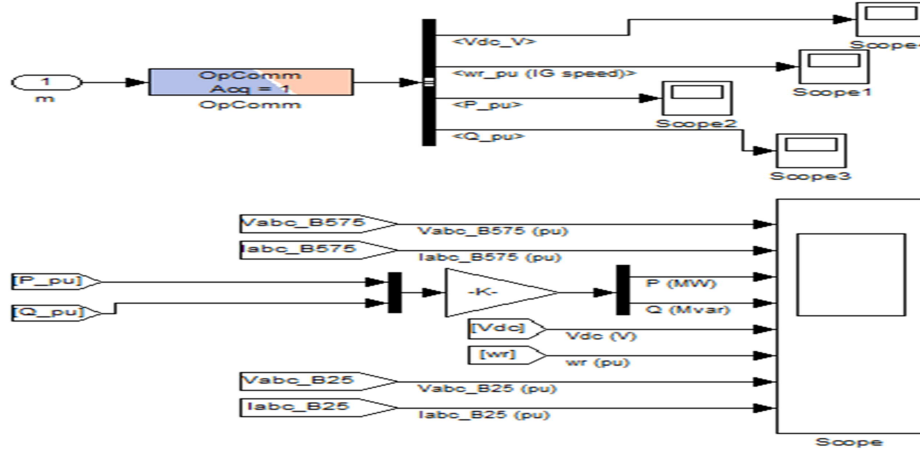 <Vdc_V>
Scope4
1
m
OpComm
Acq = 1
OpComm
<wr_pu (IG speed)>
Scope1
<P_pu>
Scope2
<Q_pu>
Scope3
Vabc_B575
Vabc_B575 (pu)
Iabc_B575
Iabc_B575 (pu)
[P_pu]
[Q_pu]
-K-
P (MW)
Q (Mvar)
[Vdc]
Vdc (V)
[wr]
wr (pu)
Vabc_B25
Vabc_B25 (pu)
Iabc_B25
Iabc_B25 (pu)
Scope